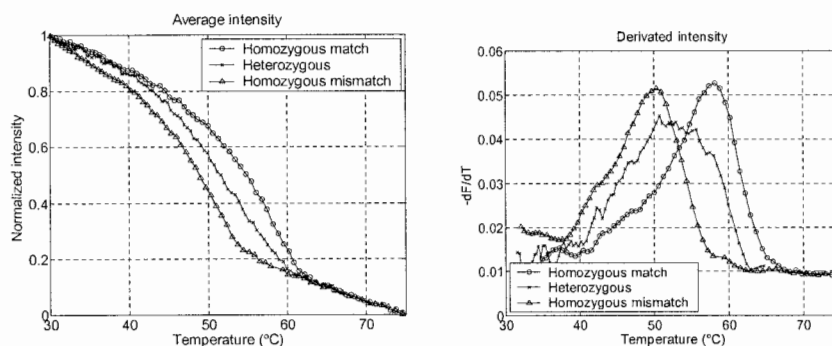 Average intensity
Homozygous match
Heterozygous
Homozygous mismatch
Normalized intensity
1
0.8
0.6
0.4
0.2
0
30
40
50
60
70
Temperature (°C)
Derivated intensity
-dF/dT
0.06
0.05
0.04
0.03
0.02
0.01
0
Homozygous match
Heterozygous
Homozygous mismatch
30
40
50
60
70
Temperature (°C)